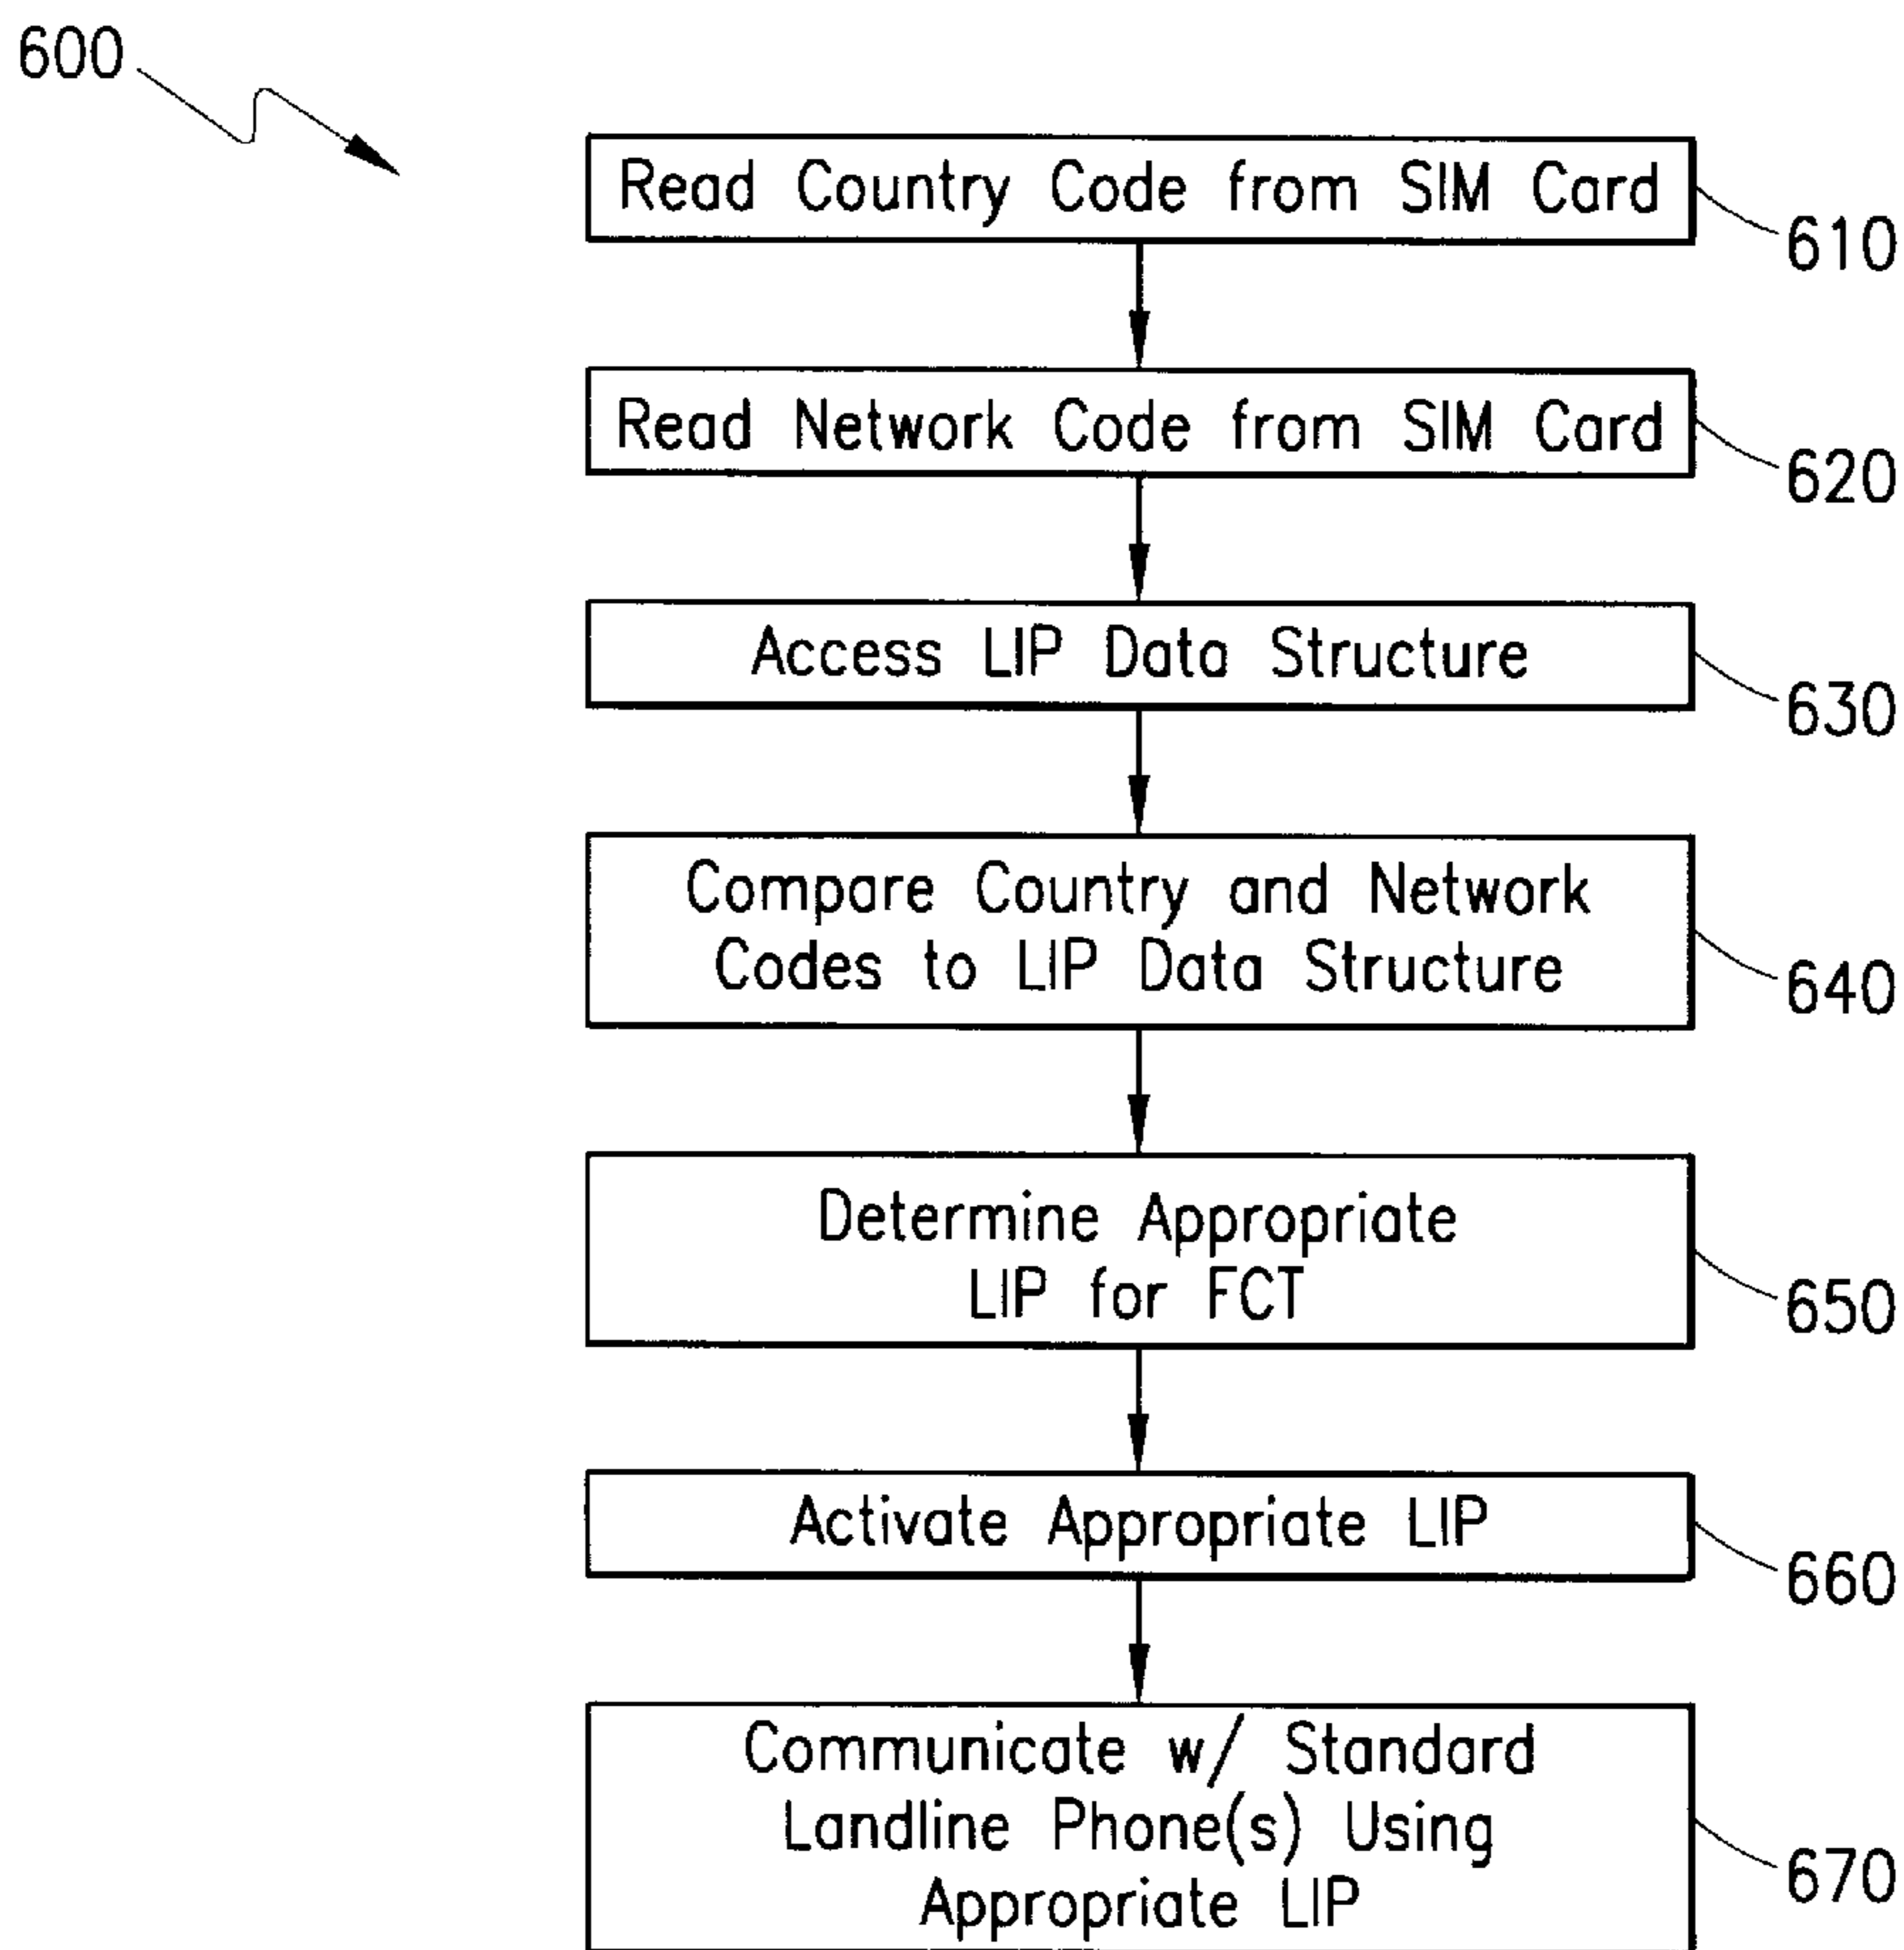 600
Read Country Code from SIM Card
610
Read Network Code from SIM Card
620
Access LIP Data Structure
630
Compare Country and Network
Codes to LIP Data Structure
640
Determine Appropriate
LIP for FCT
650
Activate Appropriate LIP
660
Communicate w/ Standard
Landline Phone(s) Using
Appropriate LIP
670